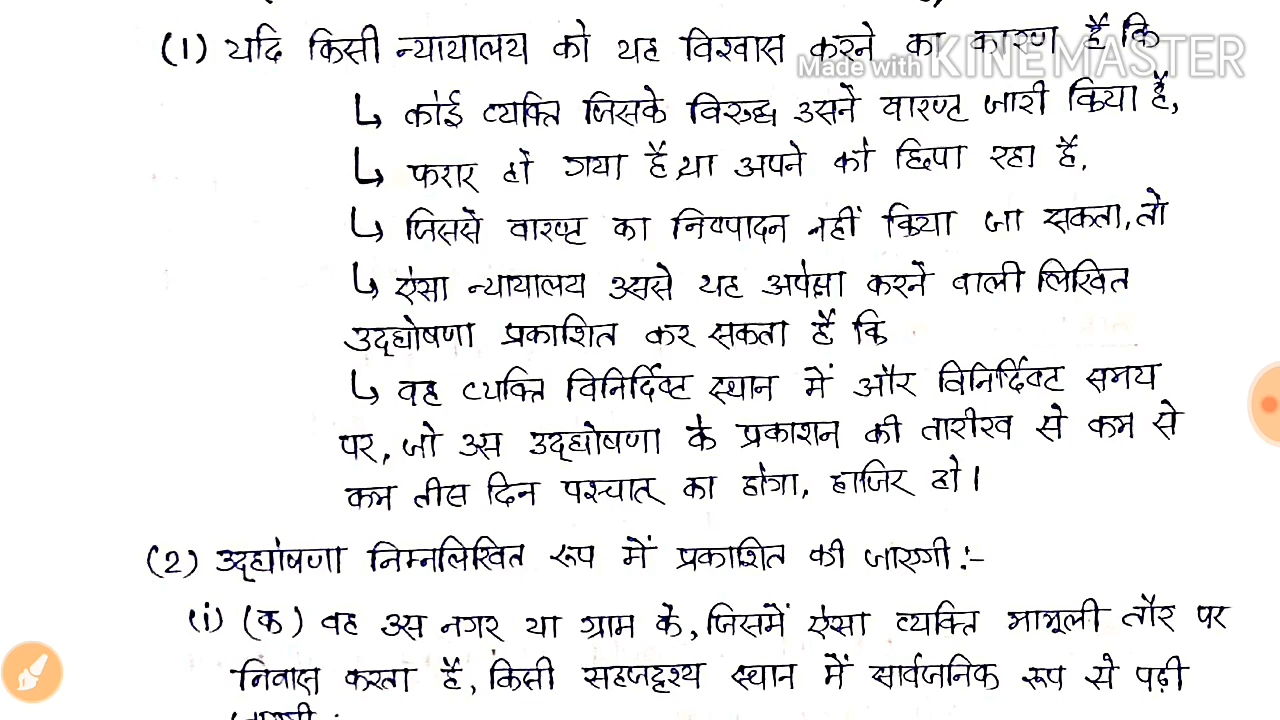 (1) यदि किसी न्यायालय को यह विश्वास करने का कारण है कि
Made with KINEMASTER
↳ कोई व्यक्ति जिसके विरुद्ध उसने वारण्ट जारी किया है,
↳ फरार हो गया है, या अपने को छिपा रहा है,
↳ जिससे वारण्ट का निष्पादन नहीं किया जा सकता, तो
↳ ऐसा न्यायालय उससे यह अपेक्षा करने वाली लिखित
उद्घोषणा प्रकाशित कर सकता है कि
↳ वह व्यक्ति विनिर्दिष्ट स्थान में और विनिर्दिष्ट समय
पर, जो उस उद्घोषणा के प्रकाशन की तारीख से कम से
कम तीस दिन पश्चात् का होगा, हाजिर हो।
(2) उद्घोषणा निम्नलिखित रूप में प्रकाशित की जाएगी :-
(i) (क) वह उस नगर या ग्राम के, जिसमें ऐसा व्यक्ति मामूली तौर पर
निवास करता है, किसी सहजदृश्य स्थान में सार्वजनिक रूप से पढ़ी